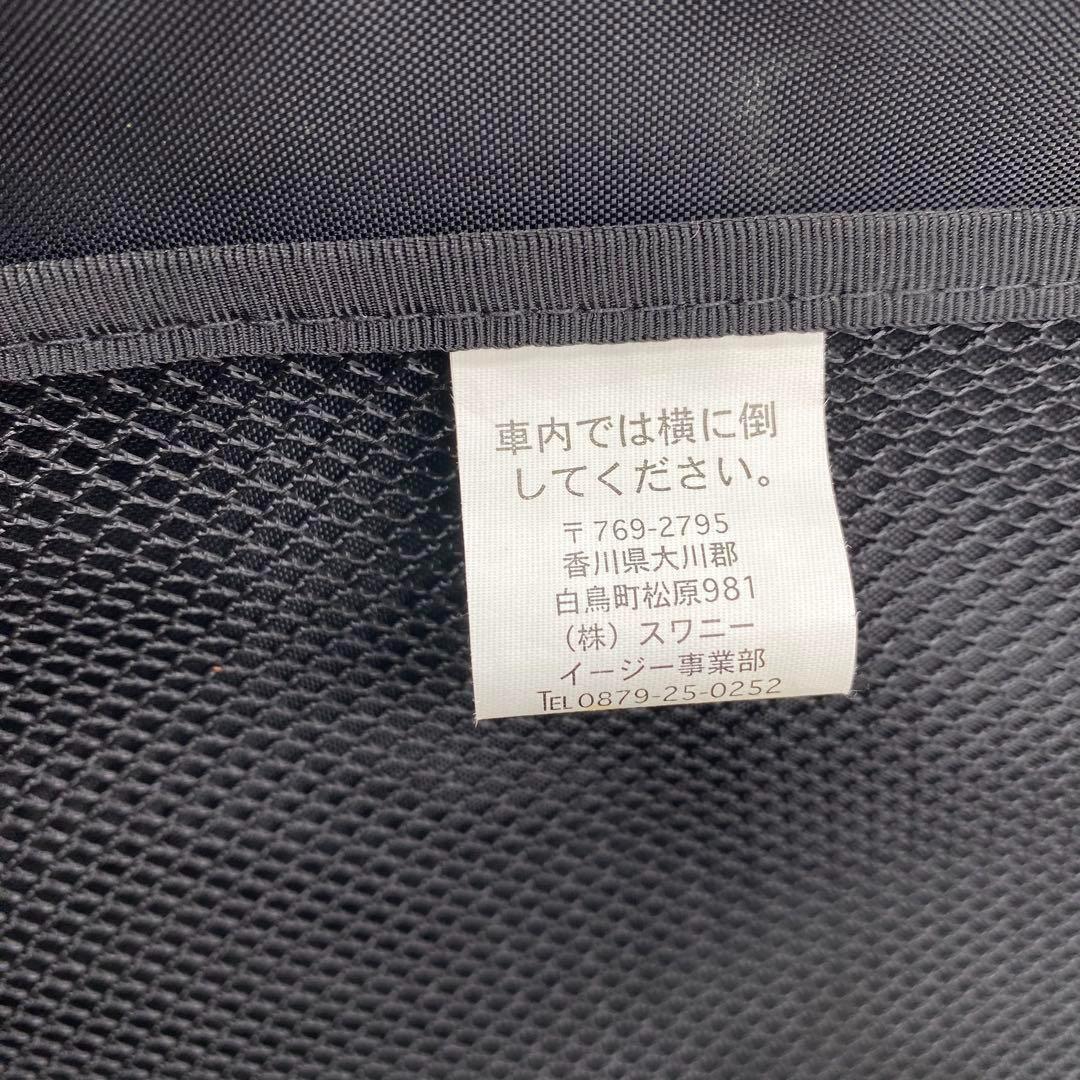 車内では横に倒
してください。
〒769-2795
香川県大川郡
白鳥町松原981
（株）スワニー
イージー事業部
TEL0879-25-0252